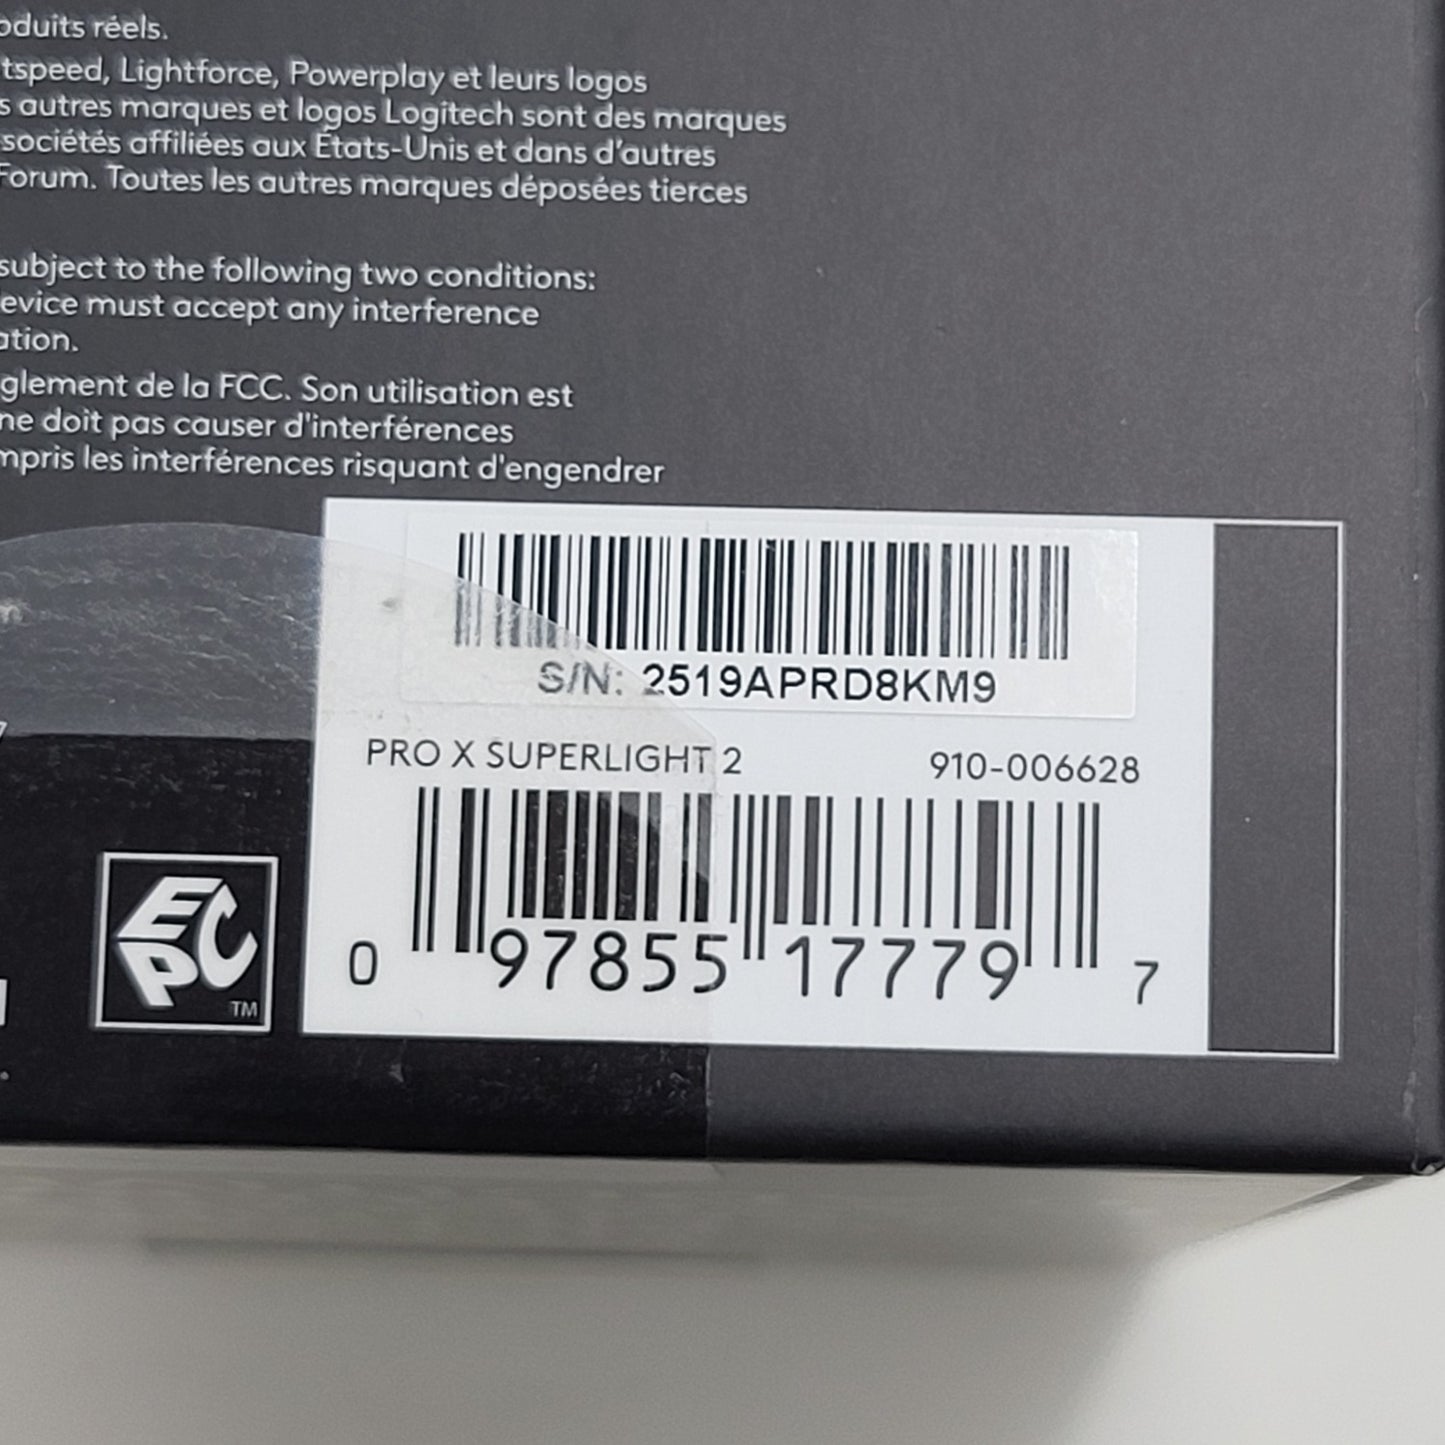 oduits réels.
tspeed, Lightforce, Powerplay et leurs logos
s autres marques et logos Logitech sont des marques
sociétés affiliées aux États-Unis et dans d'autres
Forum. Toutes les autres marques déposées tierces
subject to the following two conditions:
evice must accept any interference
ation.
glement de la FCC. Son utilisation est
ne doit pas causer d'interférences
mpris les interférences risquant d'engendrer
S/N: 2519APRD8KM9
PRO X SUPERLIGHT 2 910-006628
0 97855 17779 7
EPC
TM